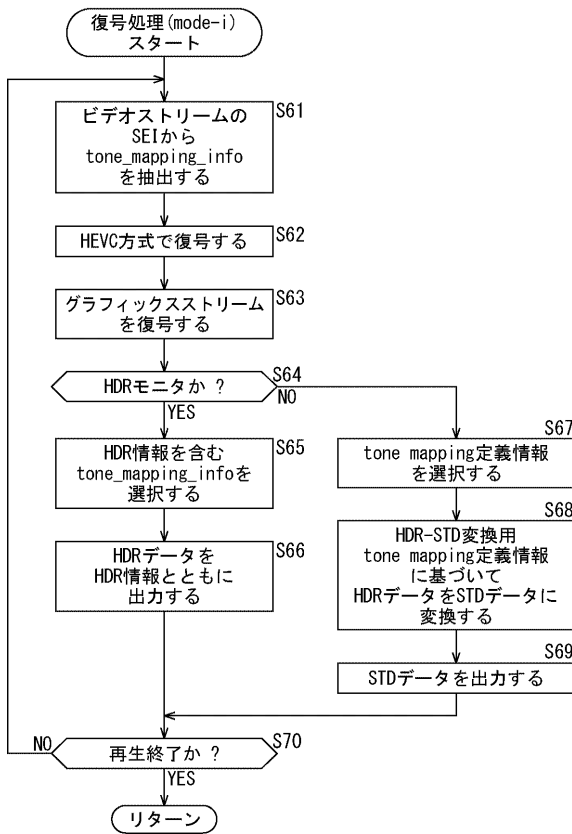 復号処理(mode-i)
スタート
S61
ビデオストリームの
SEIから
tone_mapping_info
を抽出する
S62
HEVC方式で復号する
S63
グラフィックスストリーム
を復号する
S64
HDRモニタか ?
NO
YES
S65
HDR情報を含む
tone_mapping_infoを
選択する
S66
HDRデータを
HDR情報とともに
出力する
S67
tone mapping定義情報
を選択する
S68
HDR-STD変換用
tone mapping定義情報
に基づいて
HDRデータをSTDデータに
変換する
S69
STDデータを出力する
S70
NO
再生終了か ?
YES
リターン